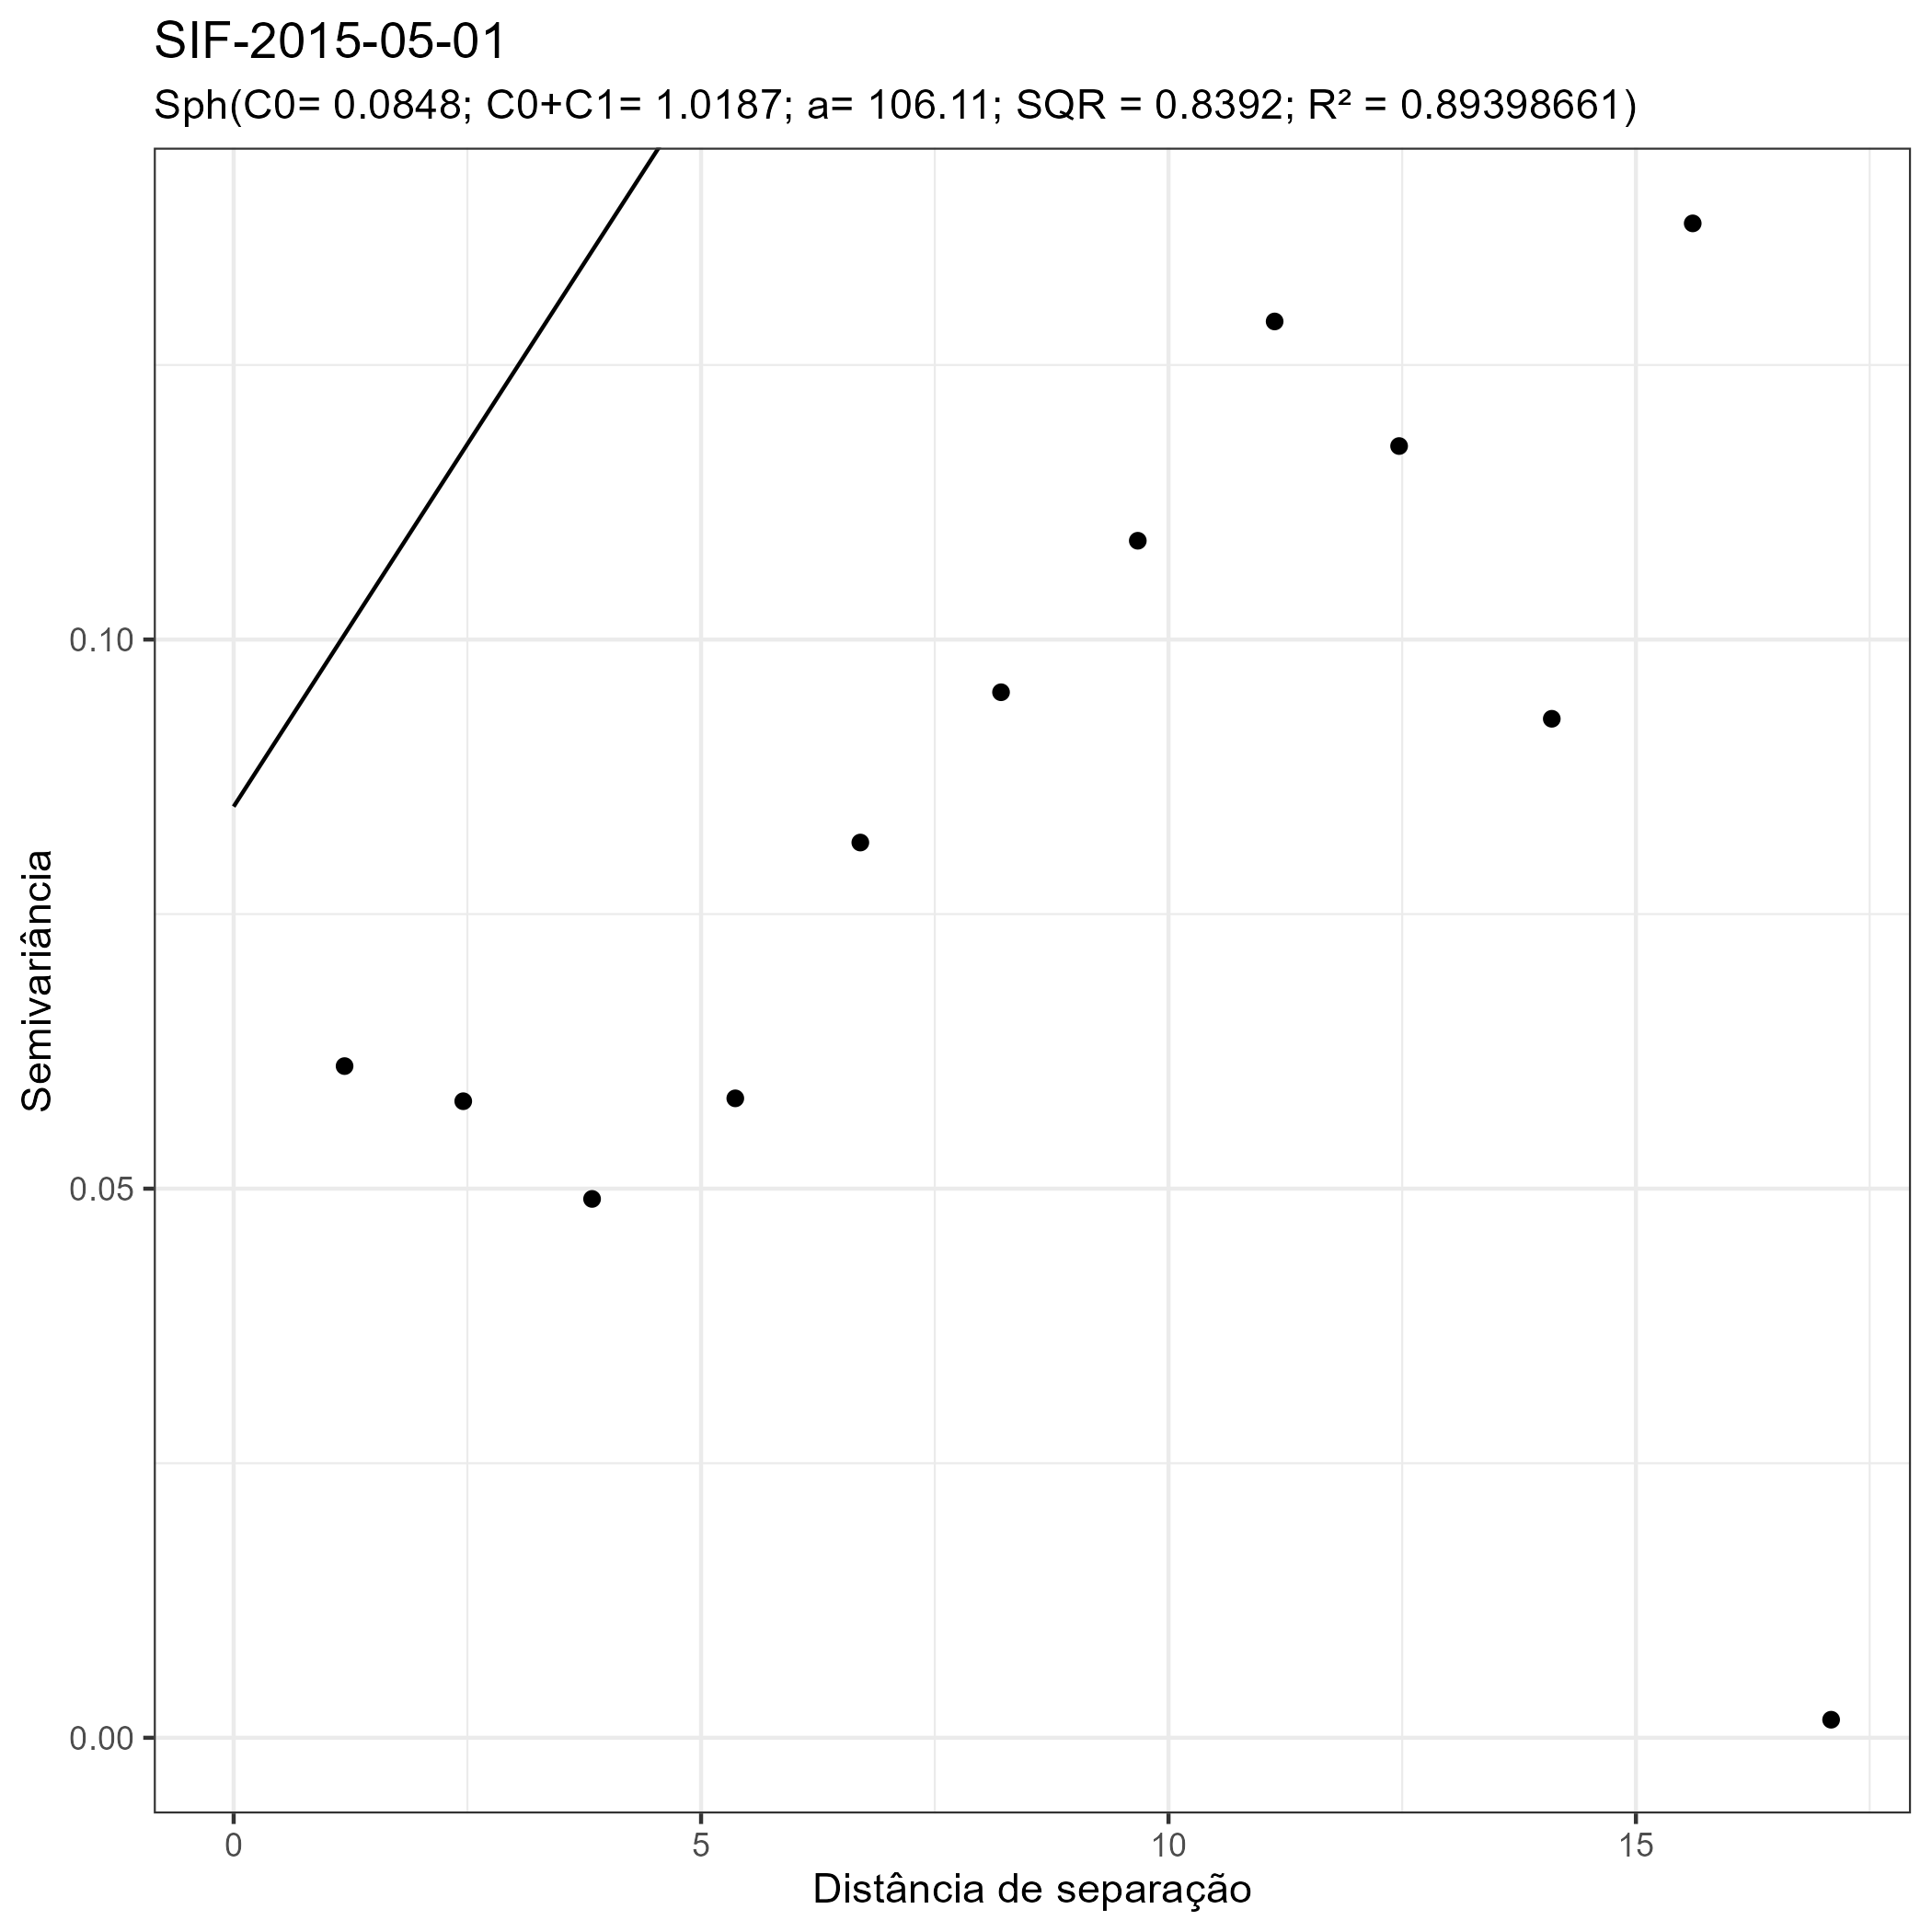 SIF-2015-05-01
Sph(C0= 0.0848; C0+C1= 1.0187; a= 106.11; SQR = 0.8392; R² = 0.89398661)
Semivariância
0.10
0.05
0.00
0
5
10
15
Distância de separação